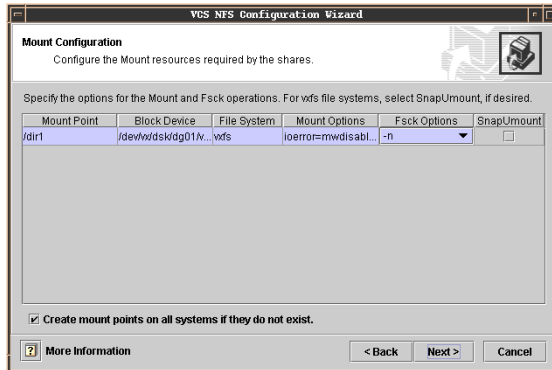 VCS NFS Configuration Wizard
Mount Configuration
Configure the Mount resources required by the shares.
Specify the options for the Mount and Fsck operations. For vxfs file systems, select SnapUmount, if desired.
Mount Point Block Device File System Mount Options Fsck Options SnapUmount
/dir1 /dev/vx/dsk/dg01/v... vxfs ioerror=mwdisabl... -n
Create mount points on all systems if they do not exist.
? More Information < Back Next > Cancel